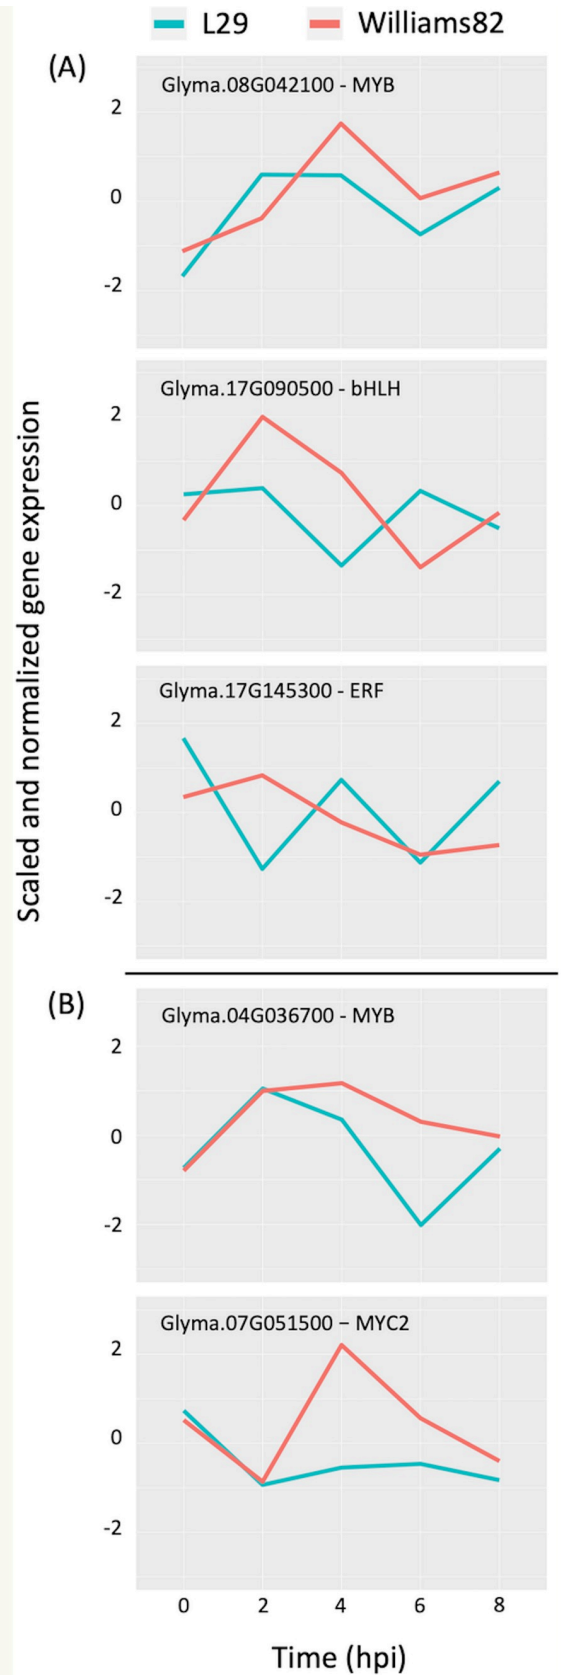 L29 Williams82
(A)
Glyma.08G042100 - MYB
2
0
-2
Glyma.17G090500 - bHLH
2
0
-2
Scaled and normalized gene expression
Glyma.17G145300 - ERF
2
0
-2
(B)
Glyma.04G036700 - MYB
2
0
-2
Glyma.07G051500 – MYC2
2
0
-2
0 2 4 6 8
Time (hpi)